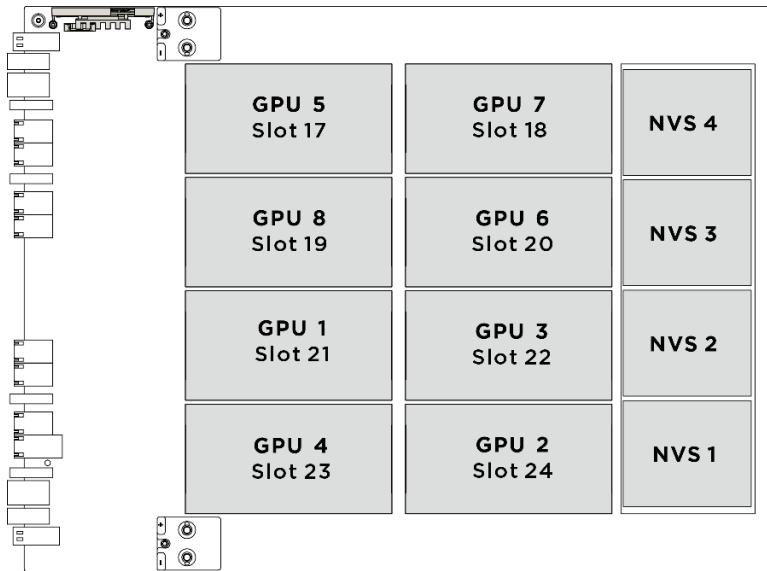 GPU 5
Slot 17
GPU 7
Slot 18
NVS 4
GPU 8
Slot 19
GPU 6
Slot 20
NVS 3
GPU 1
Slot 21
GPU 3
Slot 22
NVS 2
GPU 4
Slot 23
GPU 2
Slot 24
NVS 1